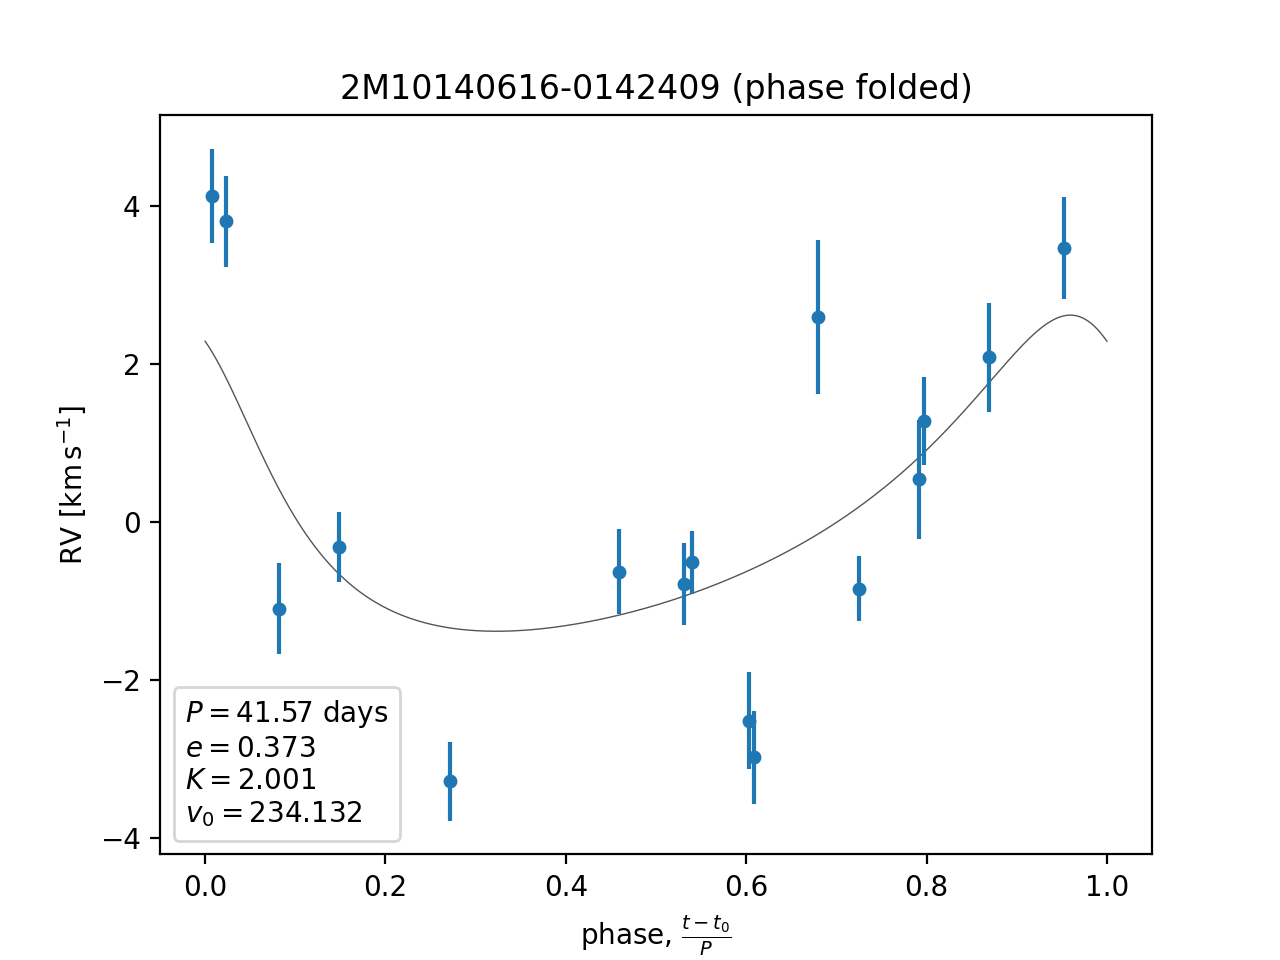 2M10140616-0142409 (phase folded)
4
2
0
−2
−4
RV [km s⁻¹]
P = 41.57 days
e = 0.373
K = 2.001
v₀ = 234.132
0.0 0.2 0.4 0.6 0.8 1.0
phase, (t − t₀)/P